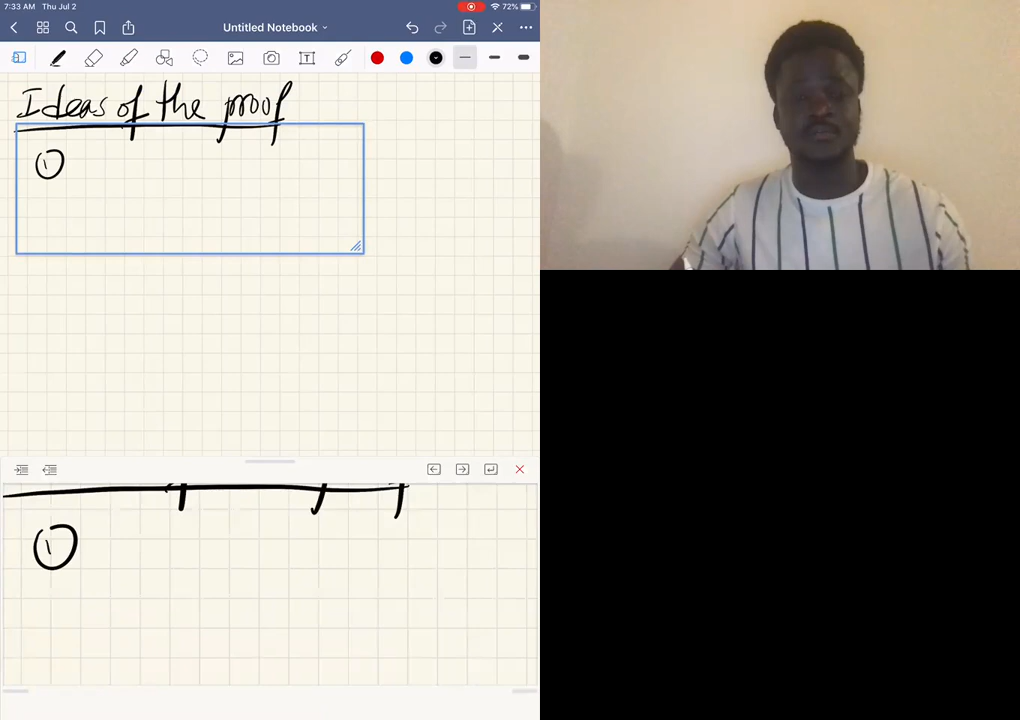 7:33 AM Thu Jul 2
72%
Untitled Notebook
T
Ideas of the proof
①
①